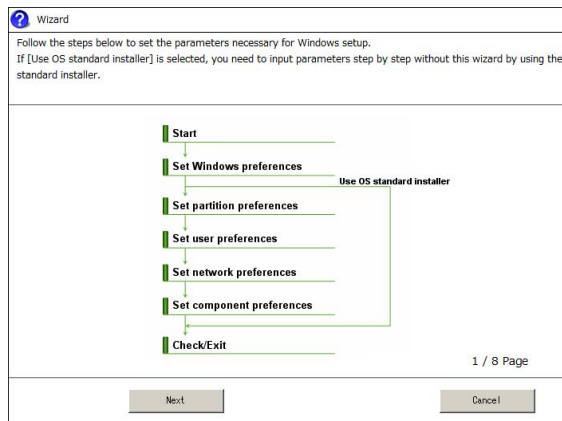 Wizard
Follow the steps below to set the parameters necessary for Windows setup.
If [Use OS standard installer] is selected, you need to input parameters step by step without this wizard by using the
standard installer.
Start
Set Windows preferences
Use OS standard installer
Set partition preferences
Set user preferences
Set network preferences
Set component preferences
Check/Exit
1 / 8 Page
Next
Cancel